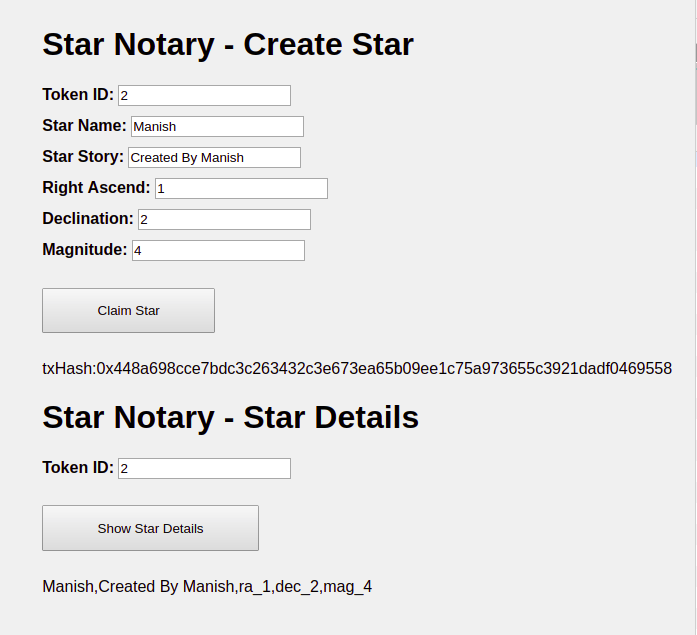 Star Notary - Create Star
Token ID: 2
Star Name: Manish
Star Story: Created By Manish
Right Ascend: 1
Declination: 2
Magnitude: 4
Claim Star
txHash:0x448a698cce7bdc3c263432c3e673ea65b09ee1c75a973655c3921dadf0469558
Star Notary - Star Details
Token ID: 2
Show Star Details
Manish,Created By Manish,ra_1,dec_2,mag_4